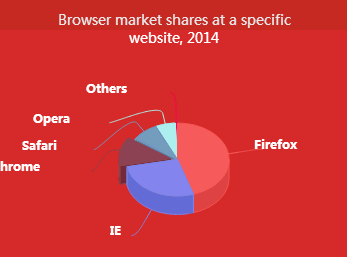 Browser market shares at a specific
website, 2014
Others
Opera
Safari
hrome
Firefox
IE